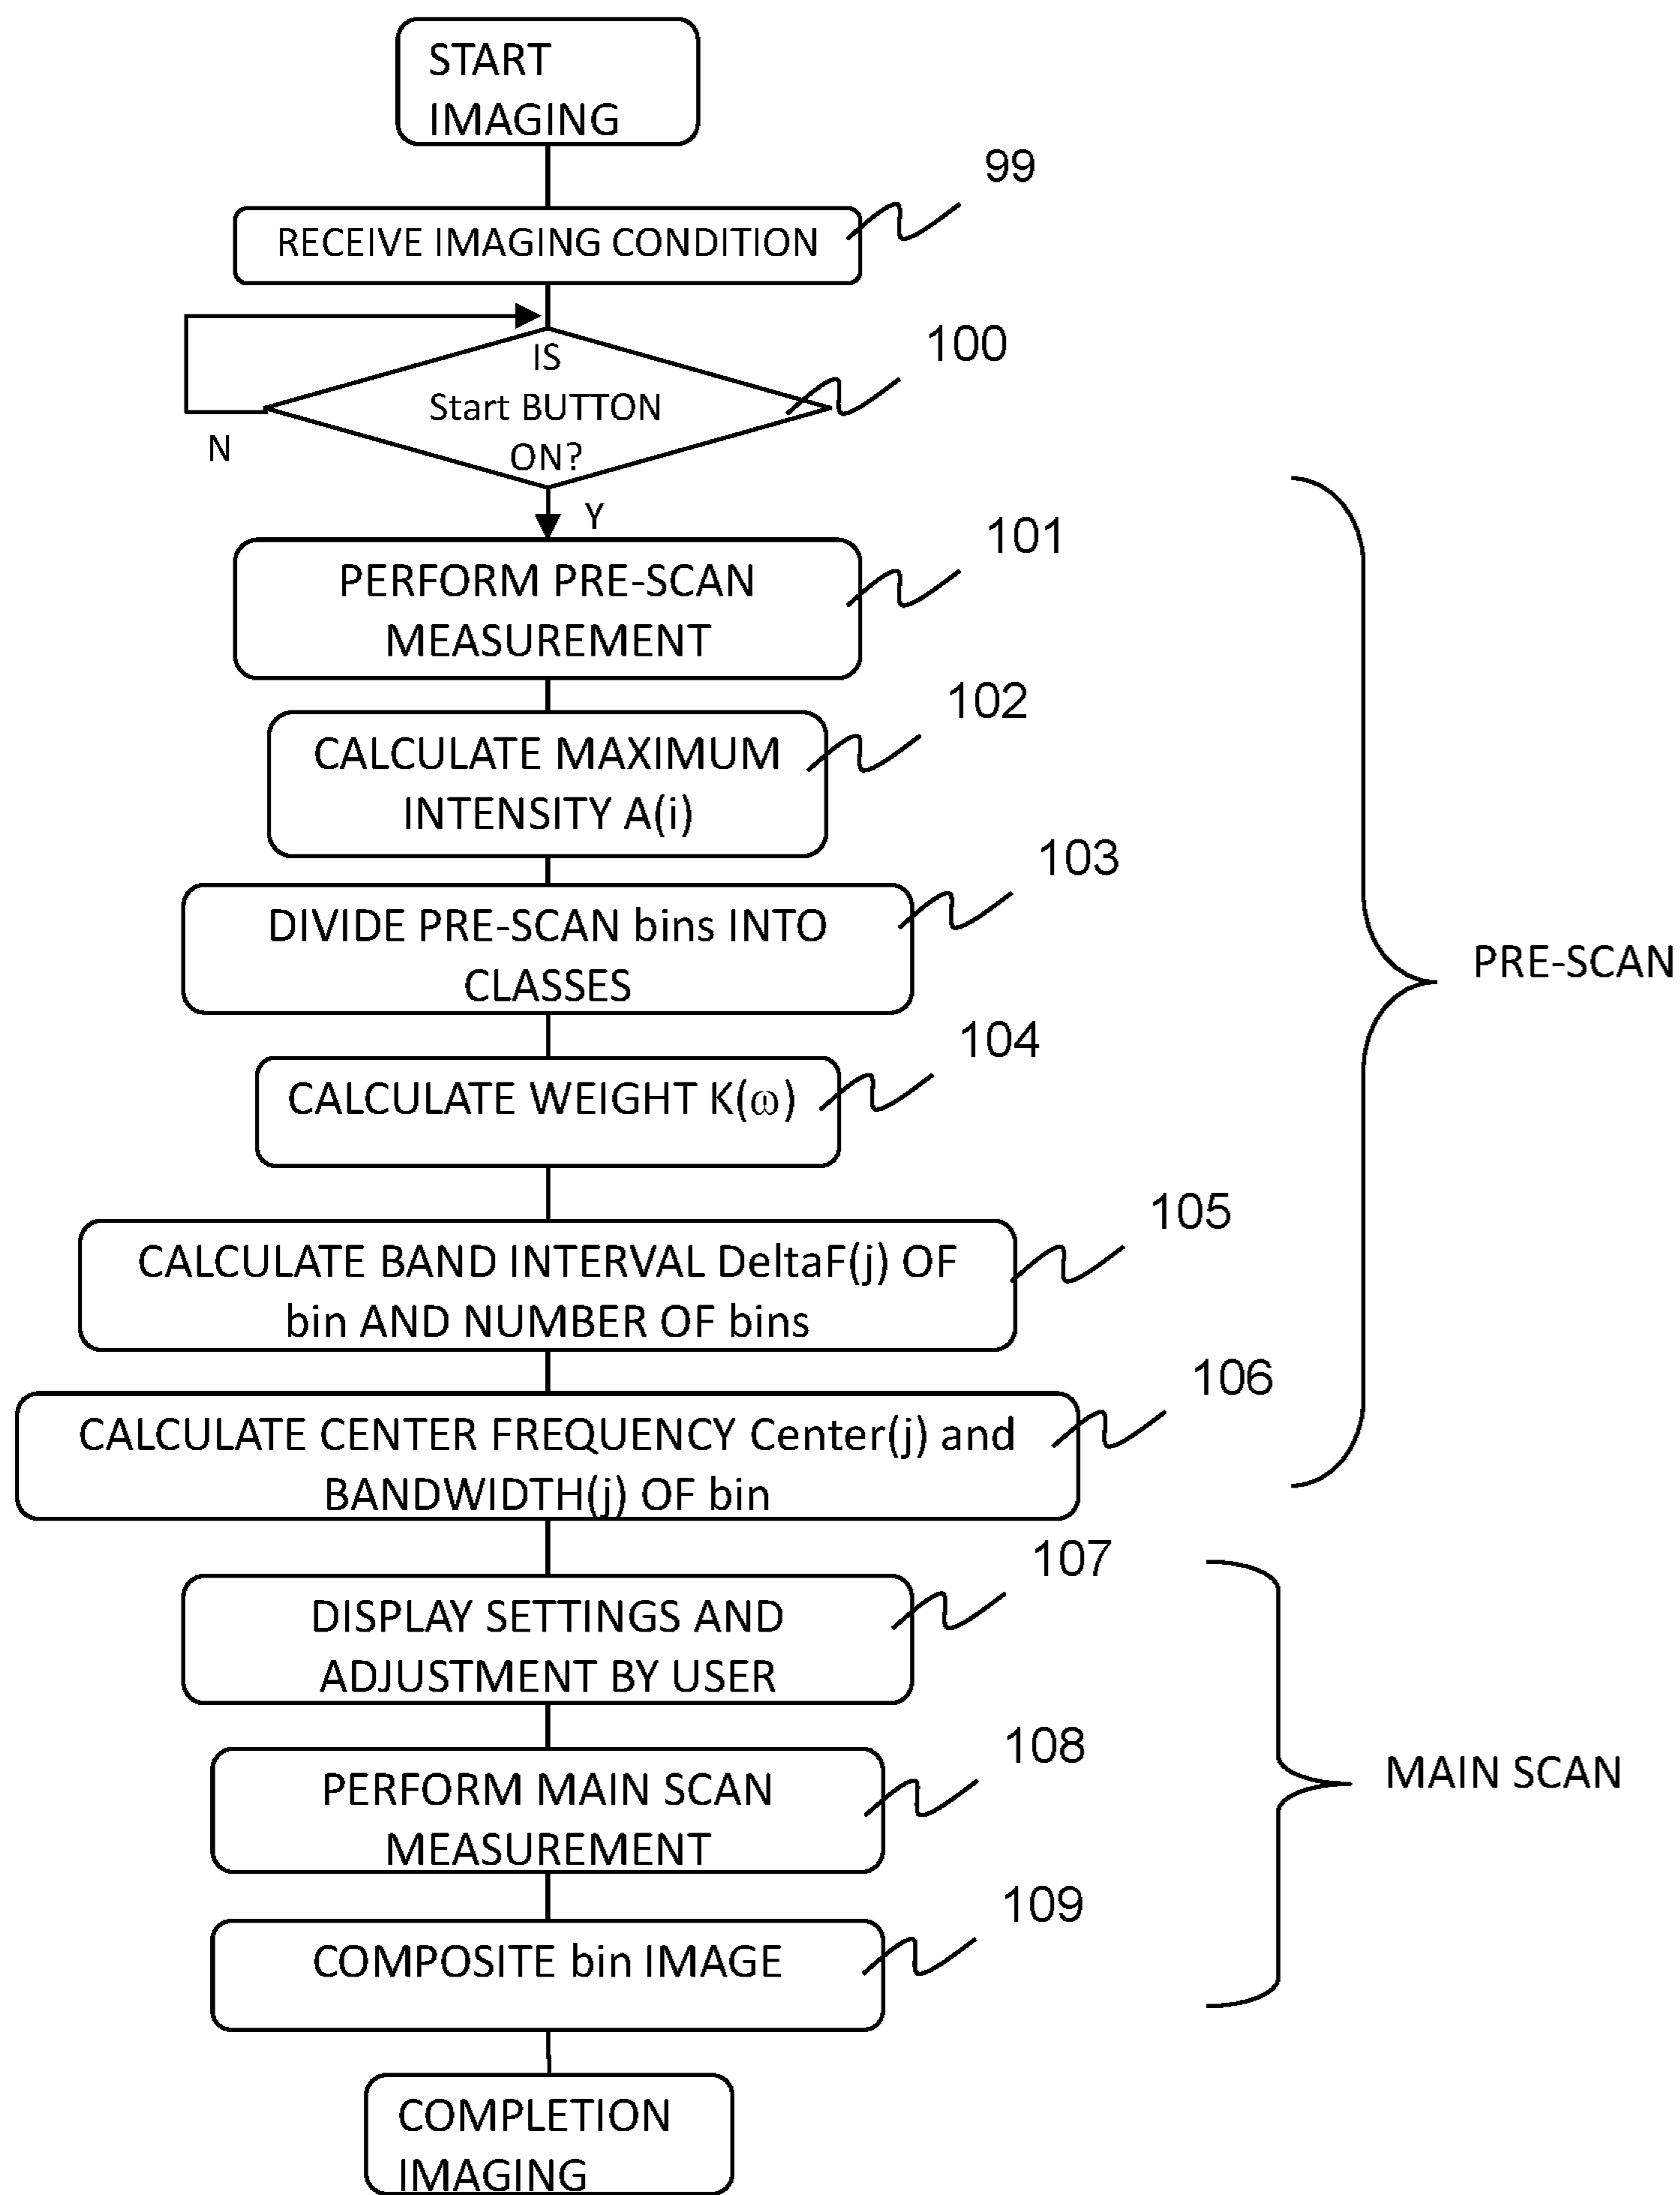 START
IMAGING
99
RECEIVE IMAGING CONDITION
100
IS
Start BUTTON
ON?
N
Y
101
PERFORM PRE-SCAN
MEASUREMENT
102
CALCULATE MAXIMUM
INTENSITY A(i)
103
DIVIDE PRE-SCAN bins INTO
CLASSES
PRE-SCAN
104
CALCULATE WEIGHT K(ω)
105
CALCULATE BAND INTERVAL DeltaF(j) OF
bin AND NUMBER OF bins
106
CALCULATE CENTER FREQUENCY Center(j) and
BANDWIDTH(j) OF bin
107
DISPLAY SETTINGS AND
ADJUSTMENT BY USER
108
PERFORM MAIN SCAN
MEASUREMENT
MAIN SCAN
109
COMPOSITE bin IMAGE
COMPLETION
IMAGING